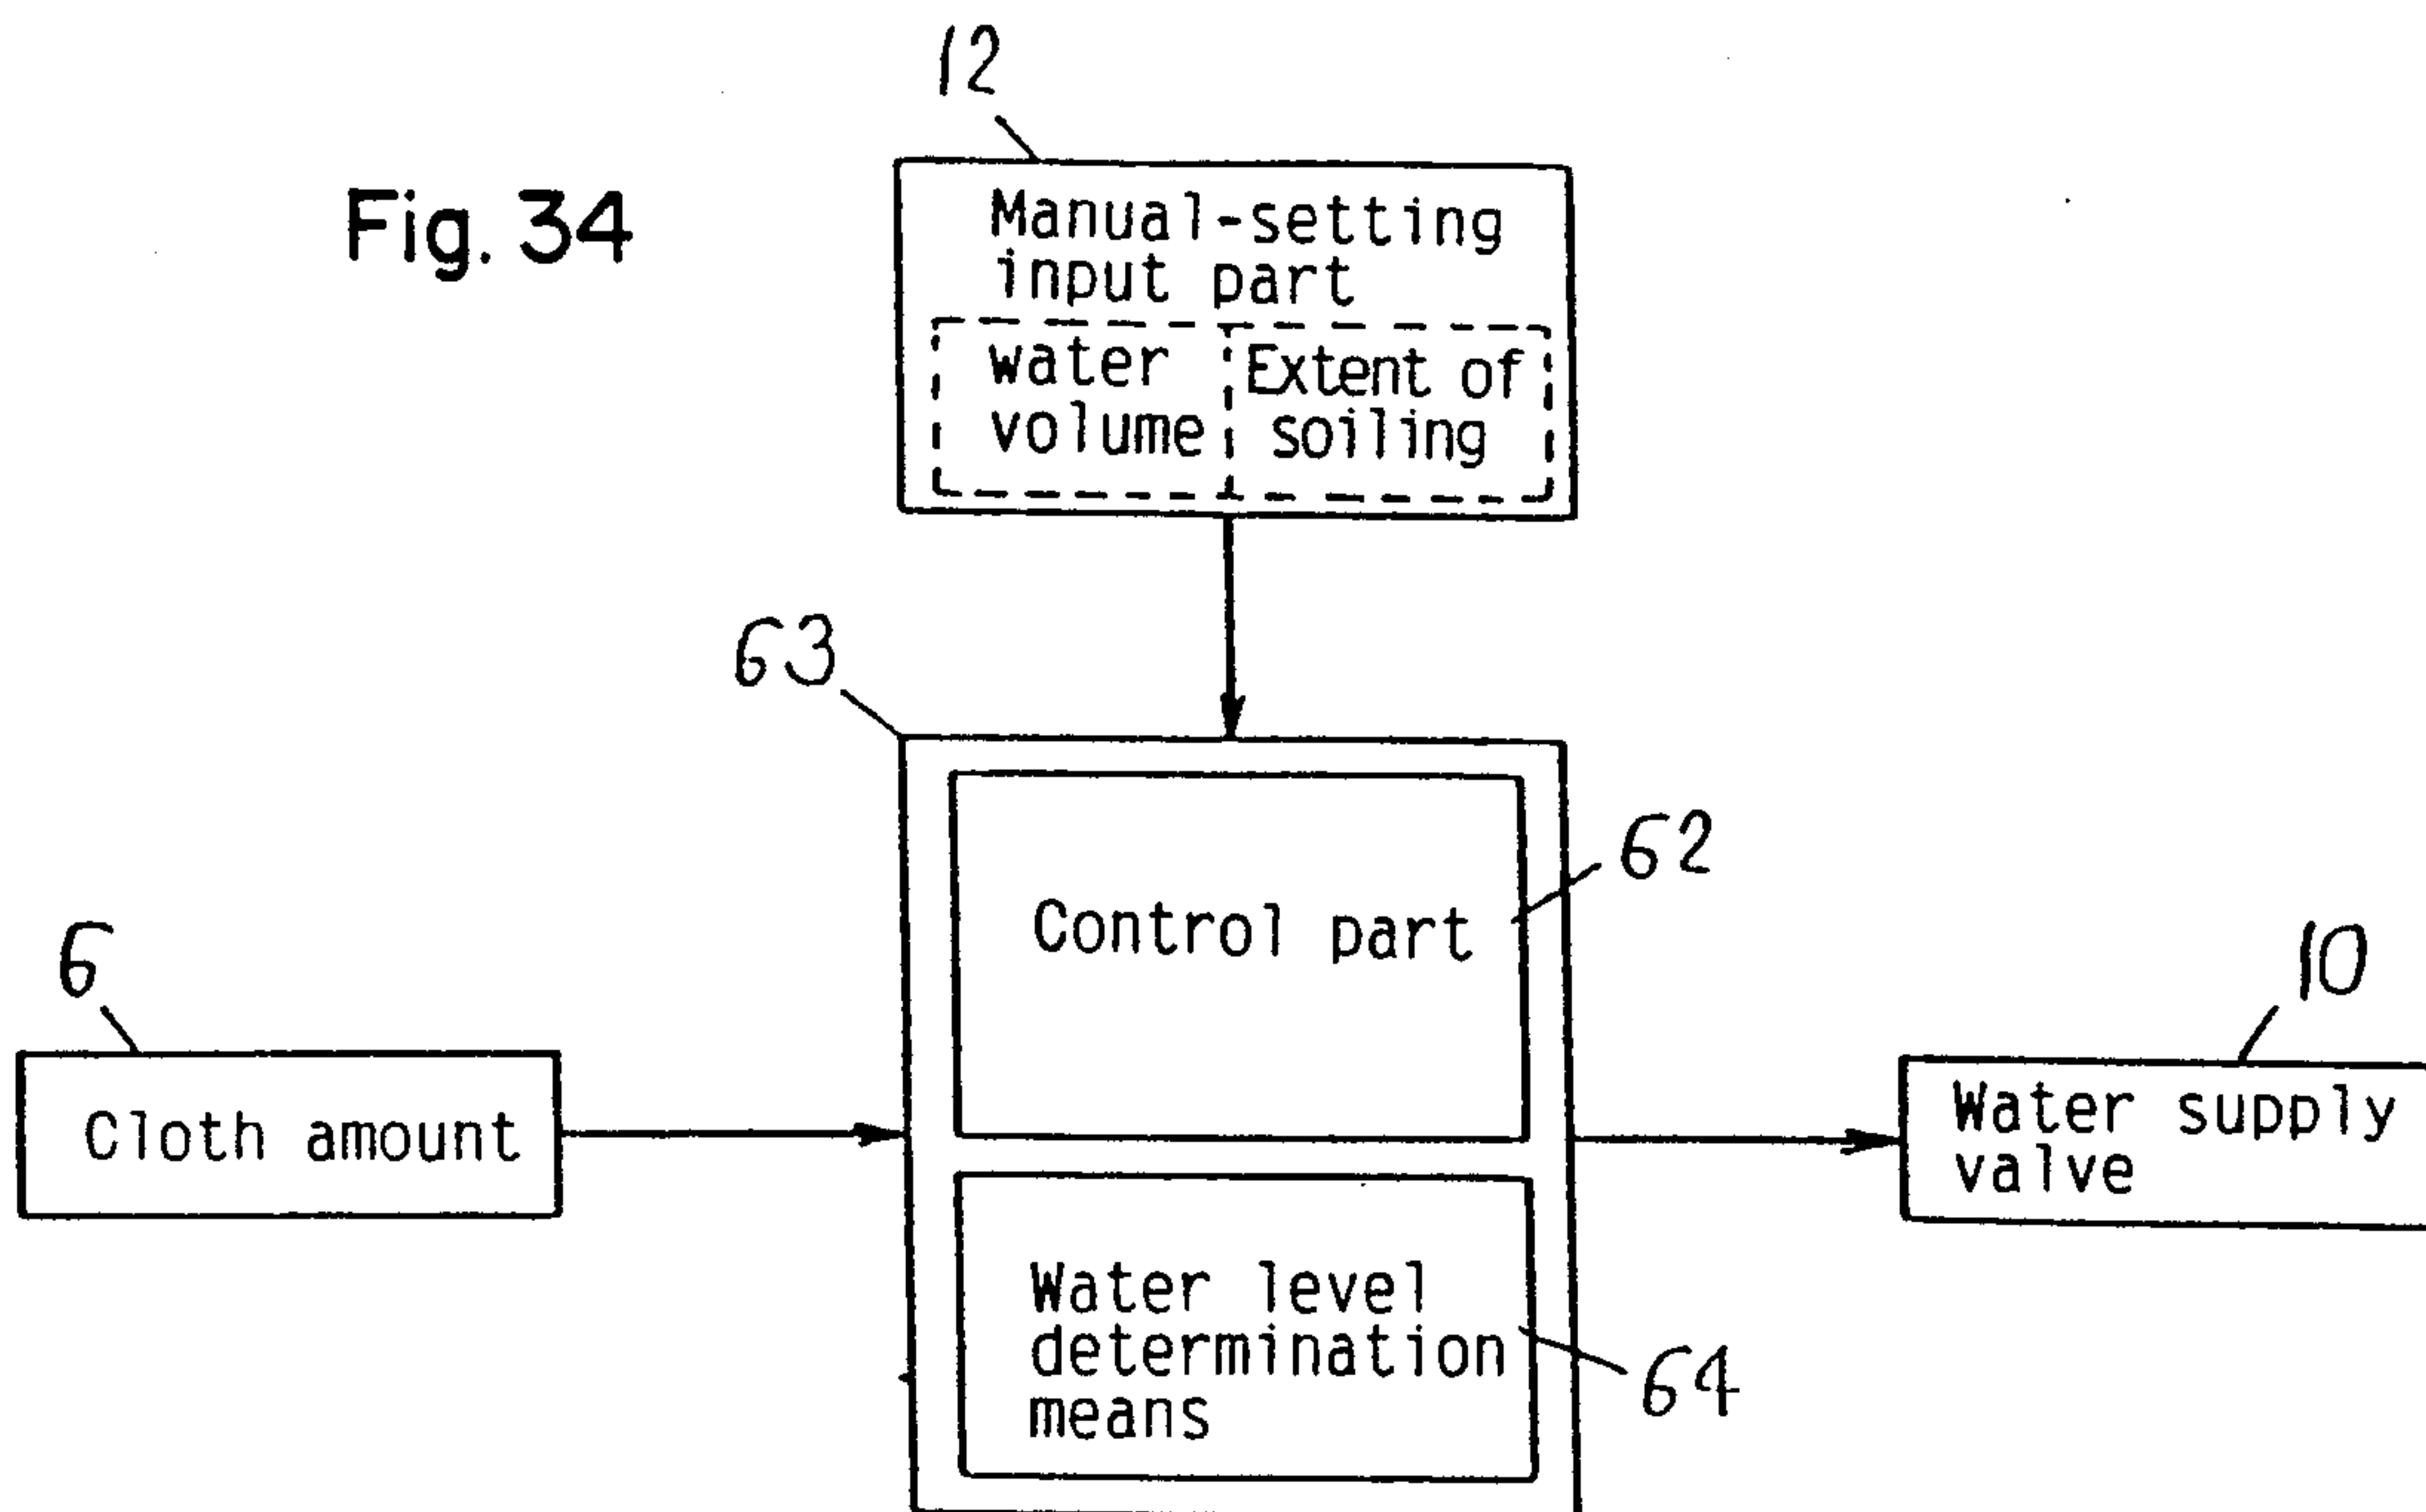 Fig. 34
12
Manual-setting
input part
water
volume
Extent of
soiling
63
Control part
62
6
Cloth amount
10
Water supply
valve
Water level
determination
means
64